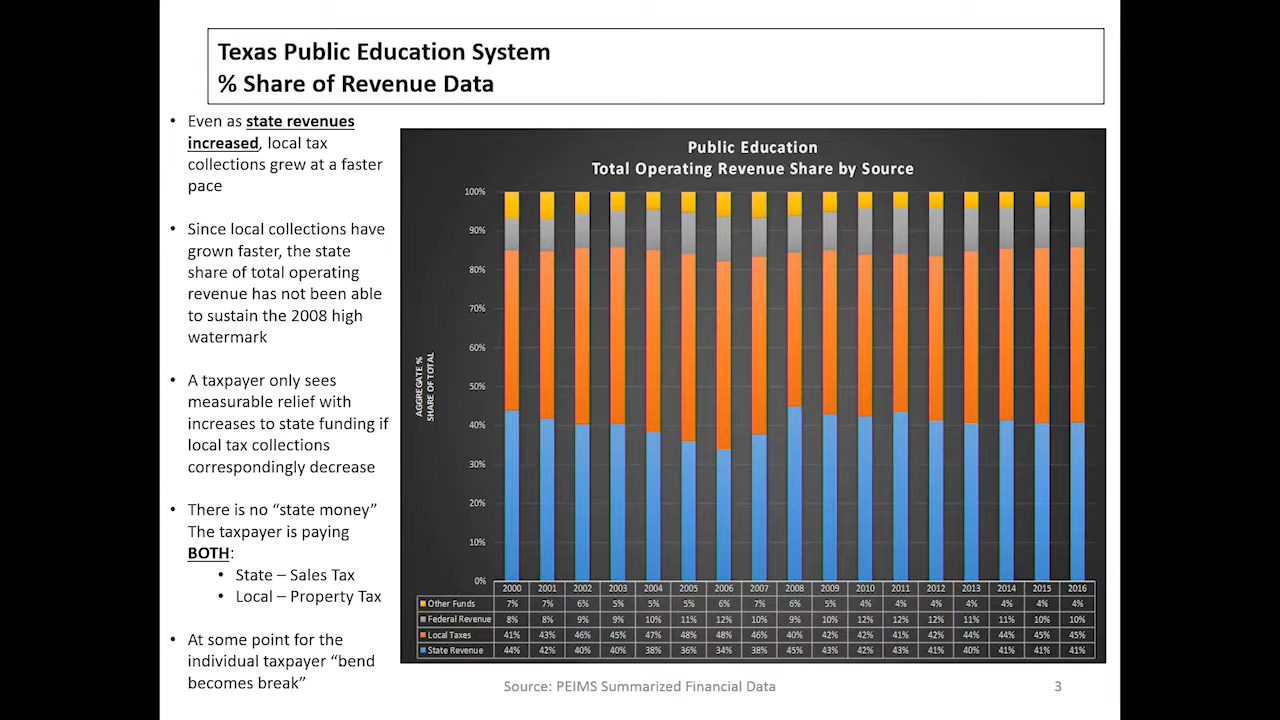 Texas Public Education System
% Share of Revenue Data
• Even as state revenues
increased, local tax
collections grew at a faster
pace
• Since local collections have
grown faster, the state
share of total operating
revenue has not been able
to sustain the 2008 high
watermark
• A taxpayer only sees
measurable relief with
increases to state funding if
local tax collections
correspondingly decrease
• There is no “state money”
The taxpayer is paying
BOTH:
• State – Sales Tax
• Local – Property Tax
• At some point for the
individual taxpayer “bend
becomes break”
Public Education
Total Operating Revenue Share by Source
AGGREGATE %
SHARE OF TOTAL
100%
90%
80%
70%
60%
50%
40%
30%
20%
10%
0%
2000 2001 2002 2003 2004 2005 2006 2007 2008 2009 2010 2011 2012 2013 2014 2015 2016
Other Funds 7% 7% 6% 5% 5% 5% 6% 7% 6% 5% 4% 4% 4% 4% 4% 4% 4%
Federal Revenue 8% 8% 9% 9% 10% 11% 12% 10% 9% 10% 12% 12% 12% 11% 11% 10% 10%
Local Taxes 41% 43% 46% 45% 47% 48% 48% 46% 40% 42% 42% 41% 42% 44% 44% 45% 45%
State Revenue 44% 42% 40% 40% 38% 36% 34% 38% 45% 43% 42% 43% 41% 40% 41% 41% 41%
Source: PEIMS Summarized Financial Data
3